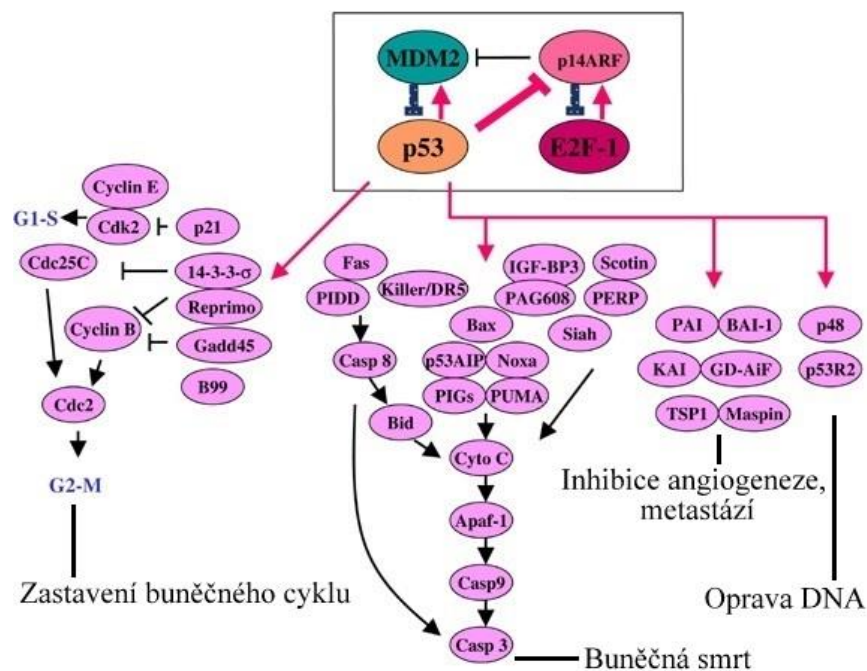 MDM2
p14ARF
p53
E2F-1
Cyclin E
G1-S
Cdk2
p21
Cdc25C
14-3-3-σ
Reprimo
Cyclin B
Gadd45
B99
Cdc2
G2-M
Zastavení buněčného cyklu
Fas
PIDD
Killer/DR5
Casp 8
Bid
IGF-BP3
PAG608
Scotin
PERP
Bax
Siah
p53AIP
Noxa
PIGs
PUMA
Cyto C
Apaf-1
Casp9
Casp 3
Buněčná smrt
PAI
BAI-1
KAI
GD-AiF
TSP1
Maspin
Inhibice angiogeneze,
metastází
p48
p53R2
Oprava DNA